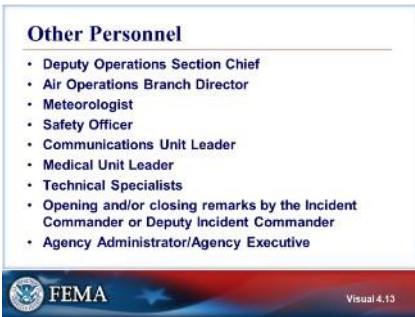 Other Personnel
• Deputy Operations Section Chief
• Air Operations Branch Director
• Meteorologist
• Safety Officer
• Communications Unit Leader
• Medical Unit Leader
• Technical Specialists
• Opening and/or closing remarks by the Incident
Commander or Deputy Incident Commander
• Agency Administrator/Agency Executive
FEMA
Visual 4.13